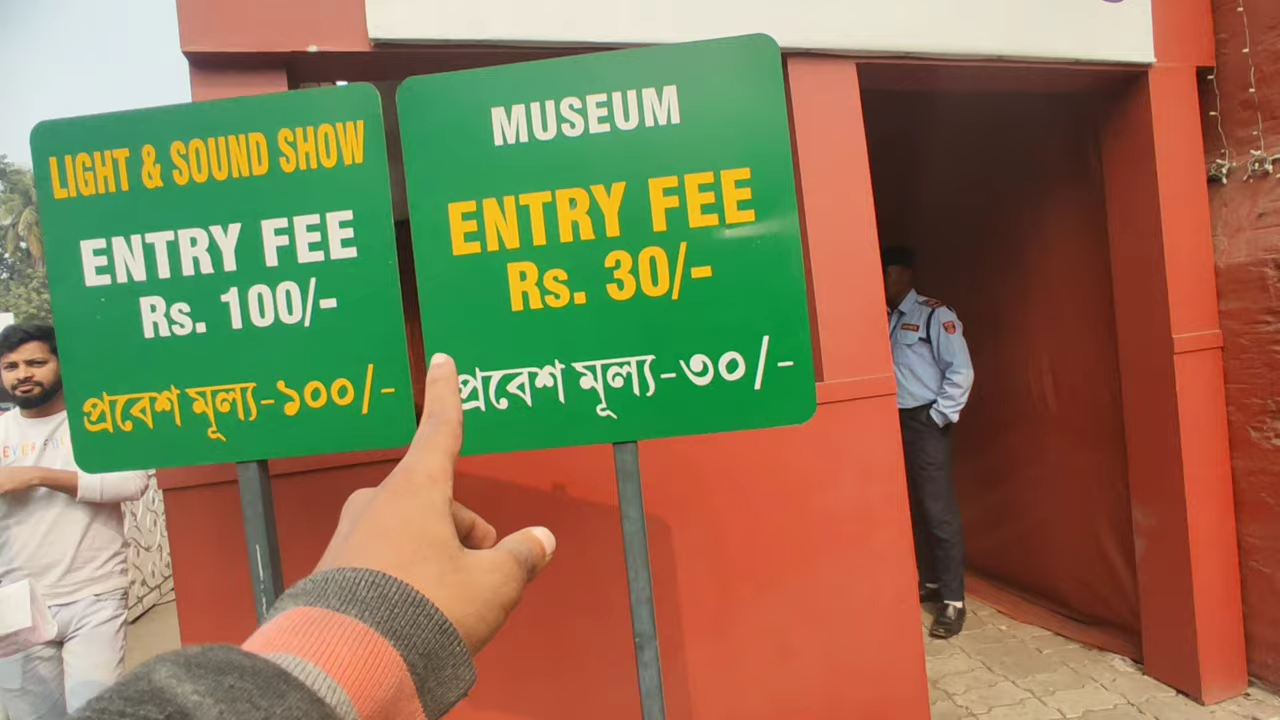 LIGHT & SOUND SHOW
ENTRY FEE
Rs. 100/-
প্রবেশ মূল্য-১০০/-
MUSEUM
ENTRY FEE
Rs. 30/-
প্রবেশ মূল্য-৩০/-